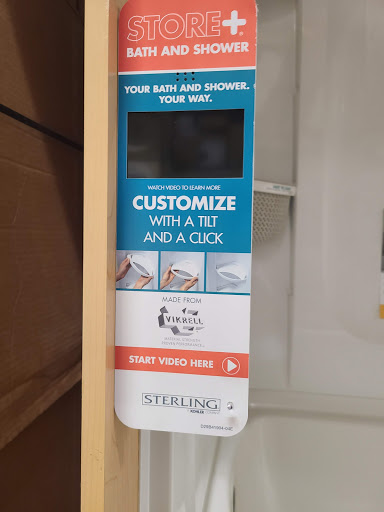 STORE+
BATH AND SHOWER
YOUR BATH AND SHOWER.
YOUR WAY.
WATCH VIDEO TO LEARN MORE
CUSTOMIZE
WITH A TILT
AND A CLICK
MADE FROM
VIKRELL
START VIDEO HERE
STERLING
KOHLER